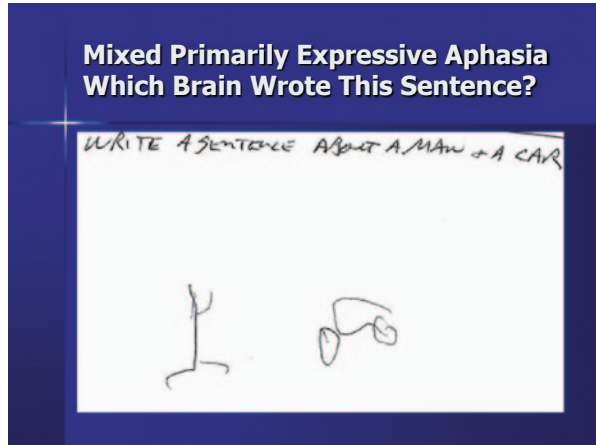 Mixed Primarily Expressive Aphasia
Which Brain Wrote This Sentence?
WRITE A SENTENCE ABOUT A MAN + A CAR